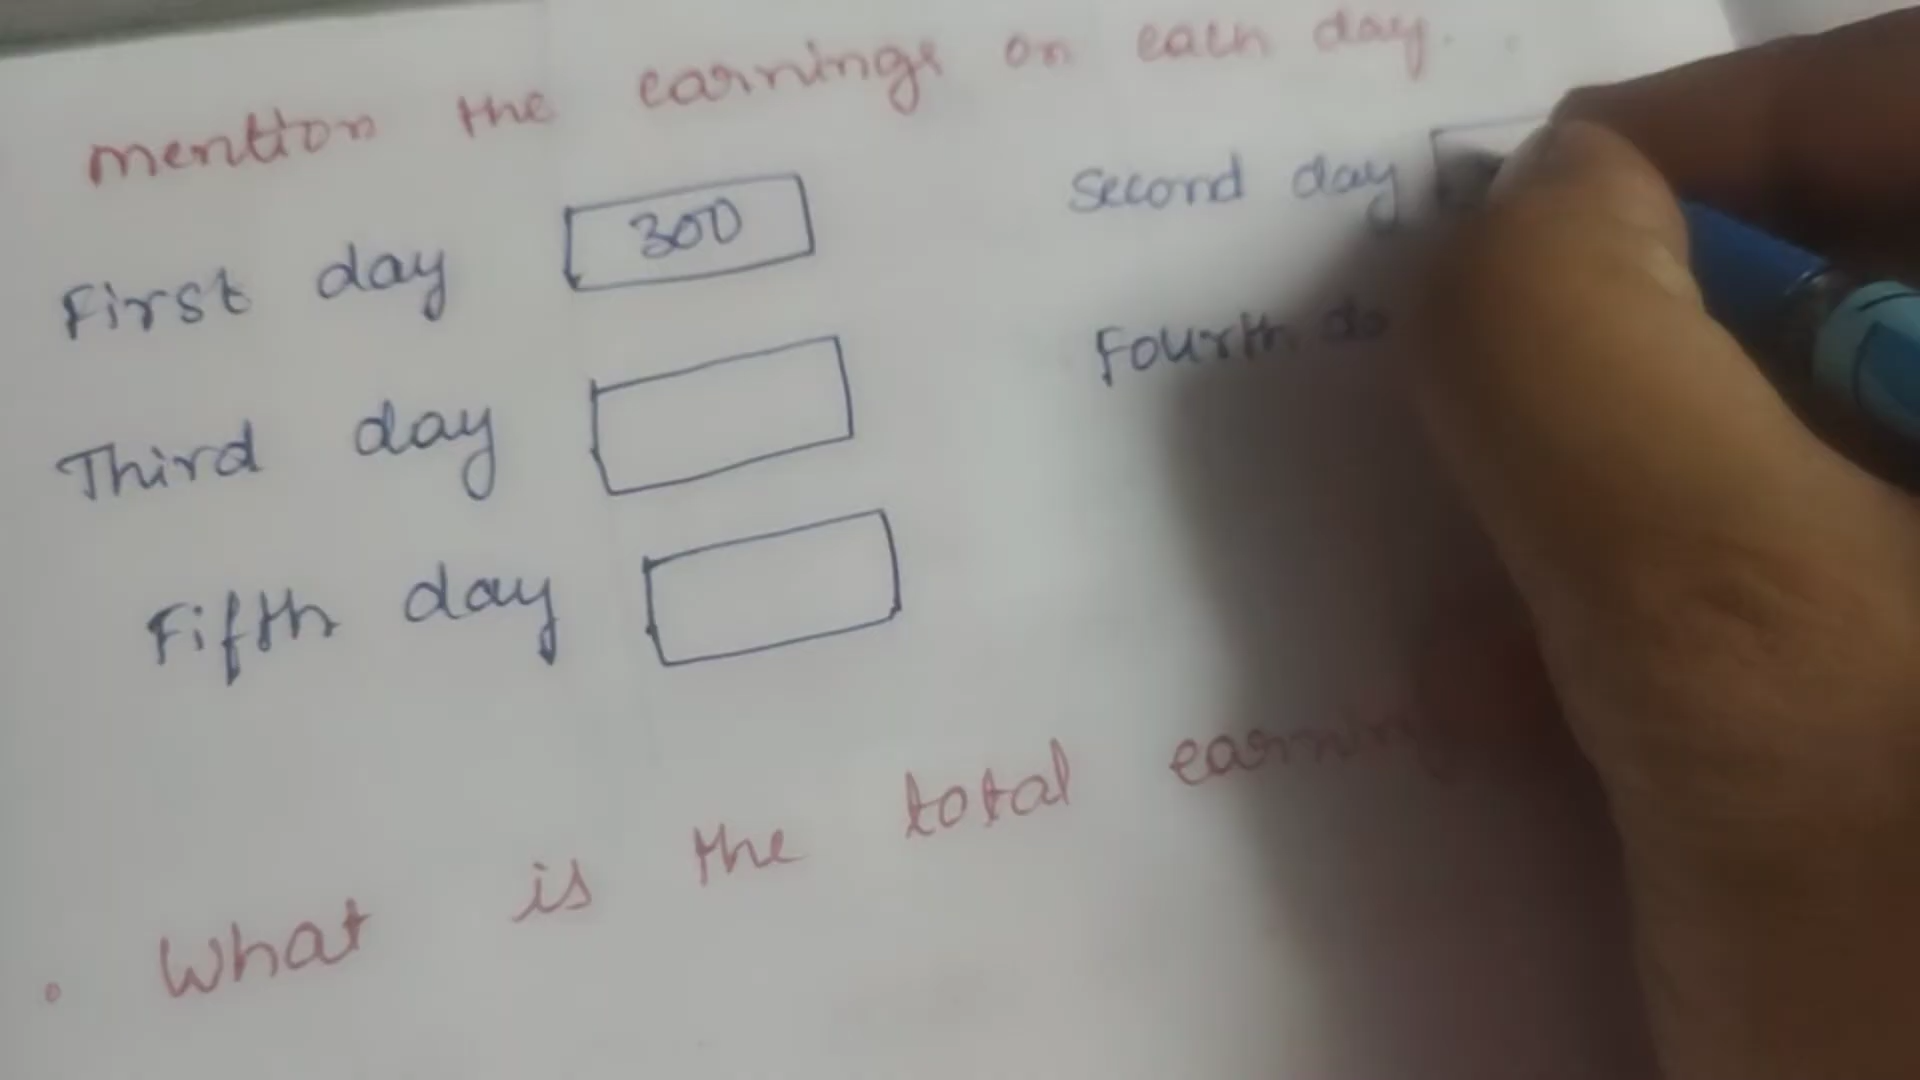 mention the earnings on each day.
First day 300 Second day
Third day Fourth
Fifth day
. What is the total